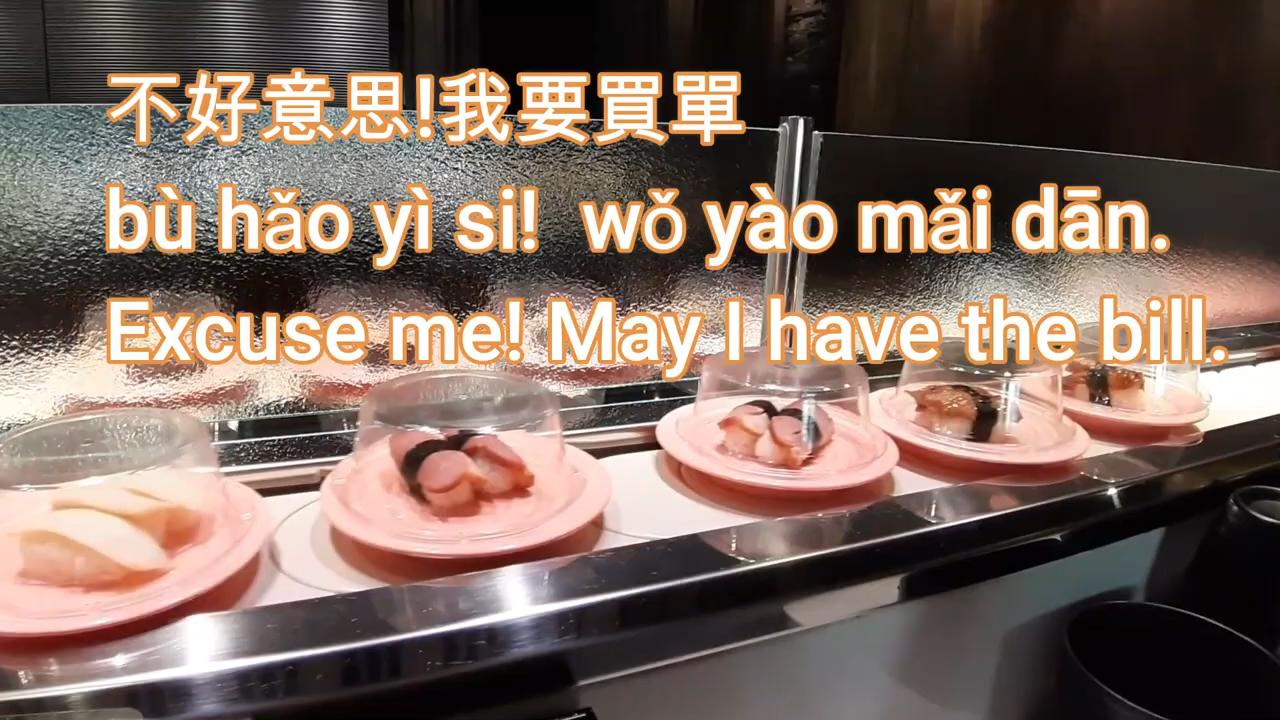 不好意思!我要買單
bù hǎo yì si!  wǒ yào mǎi dān.
Excuse me! May I have the bill.